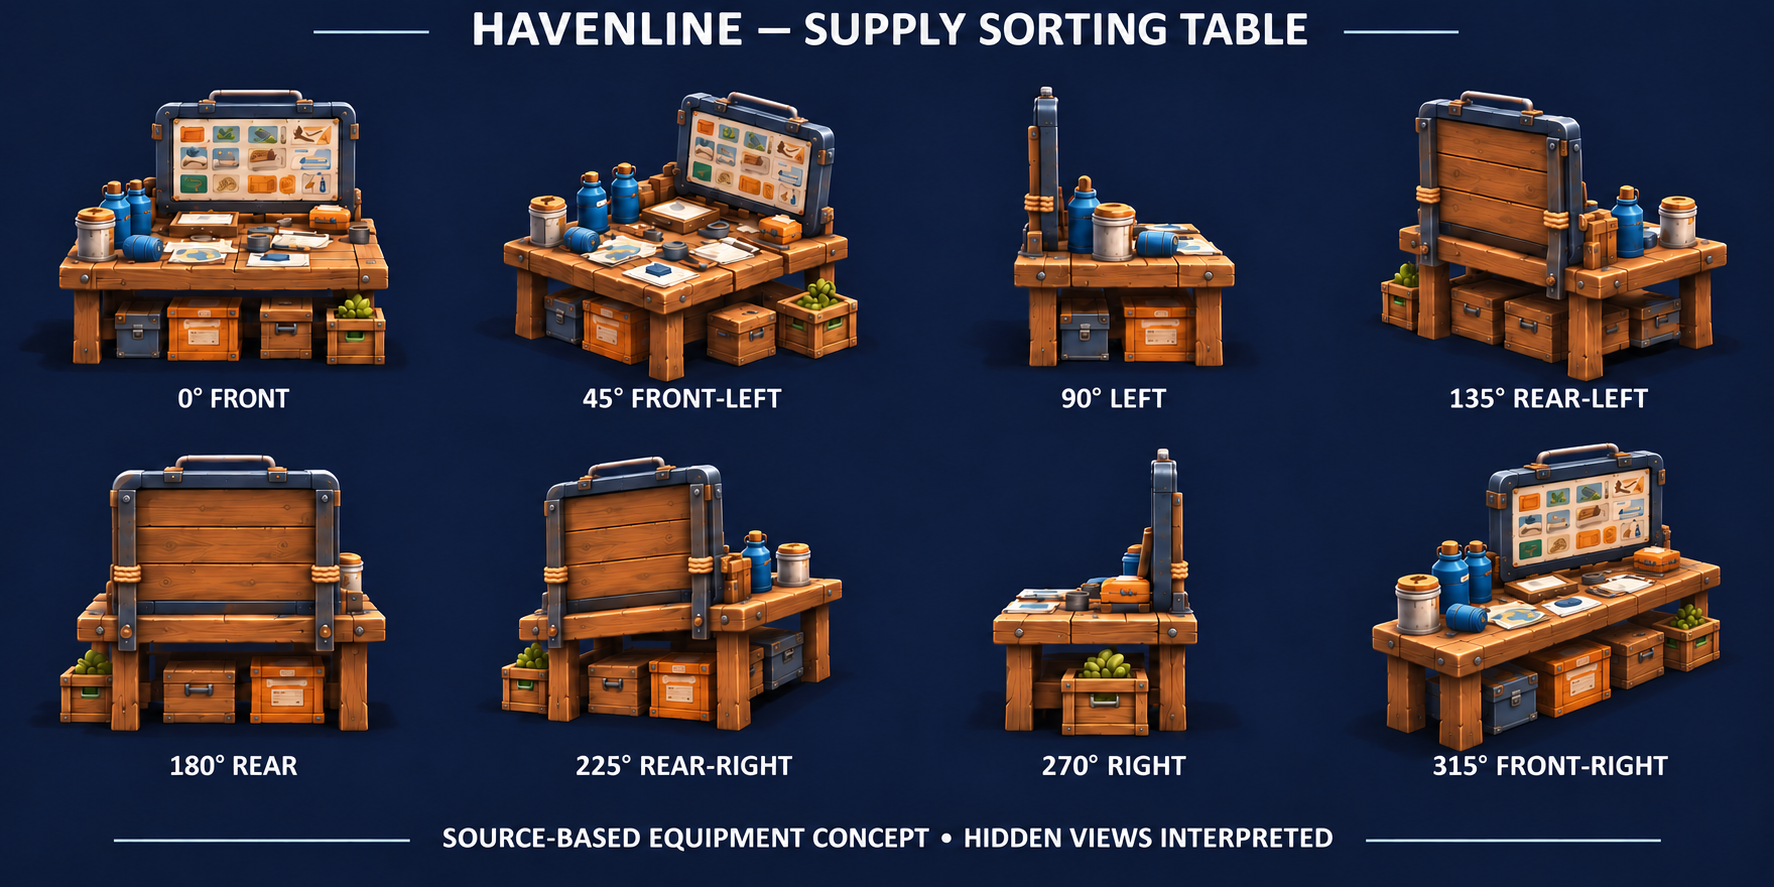 HAVENLINE — SUPPLY SORTING TABLE
0° FRONT
45° FRONT-LEFT
90° LEFT
135° REAR-LEFT
180° REAR
225° REAR-RIGHT
270° RIGHT
315° FRONT-RIGHT
SOURCE-BASED EQUIPMENT CONCEPT • HIDDEN VIEWS INTERPRETED